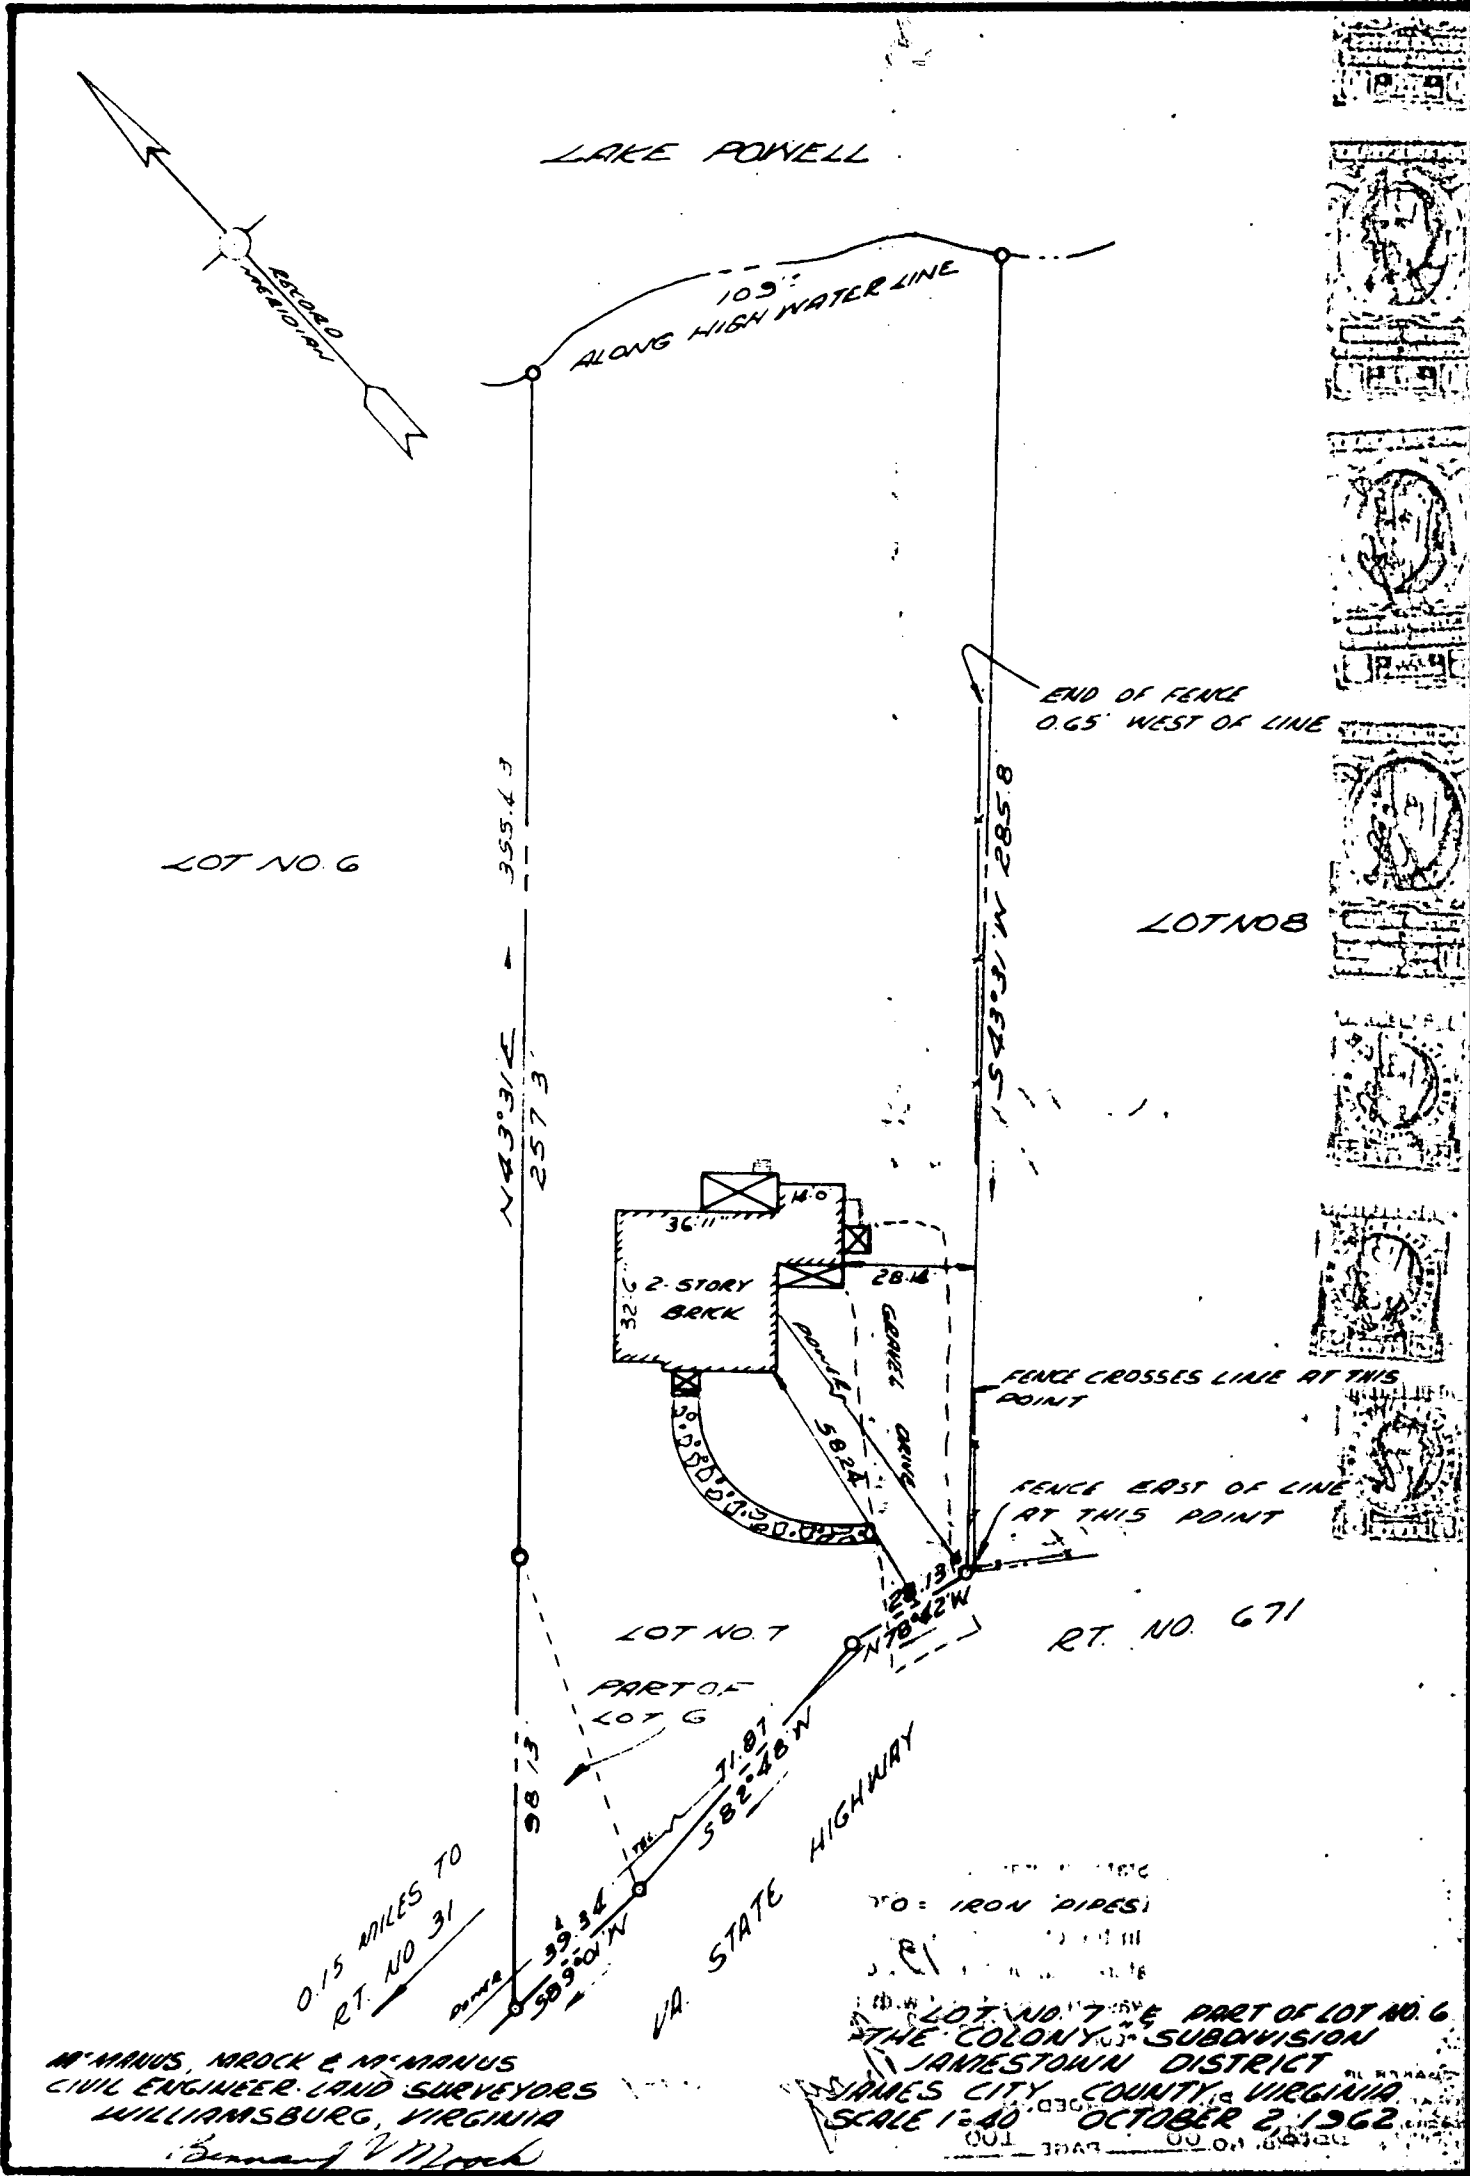 LAKE POWELL
RECORD
MERIDIAN
109'±
ALONG HIGH WATER LINE
END OF FENCE
0.65' WEST OF LINE
355.43
285.8
LOT NO. 6
LOT NO 8
N43°31'E
257.3'
S43°31'W
14.0
36.11
28.14
32.6
2-STORY
BRICK
POWER
GRAVEL DRIVE
58.24
FENCE CROSSES LINE AT THIS
POINT
FENCE EAST OF LINE
AT THIS POINT
N78°42'W
LOT NO. 7
RT. NO. 671
PART OF
LOT 6
71.87
S82°48'W
98.13
TEL.
39.34
S89°01'W
POWER
0.15 MILES TO
RT. NO 31
VA. STATE HIGHWAY
O = IRON PIPES
LOT NO. 7 & PART OF LOT NO. 6
THE COLONY SUBDIVISION
JAMESTOWN DISTRICT
JAMES CITY COUNTY, VIRGINIA
SCALE 1"=40' OCTOBER 2, 1962
McMANUS, MROCK & McMANUS
CIVIL ENGINEER-LAND SURVEYORS
WILLIAMSBURG, VIRGINIA